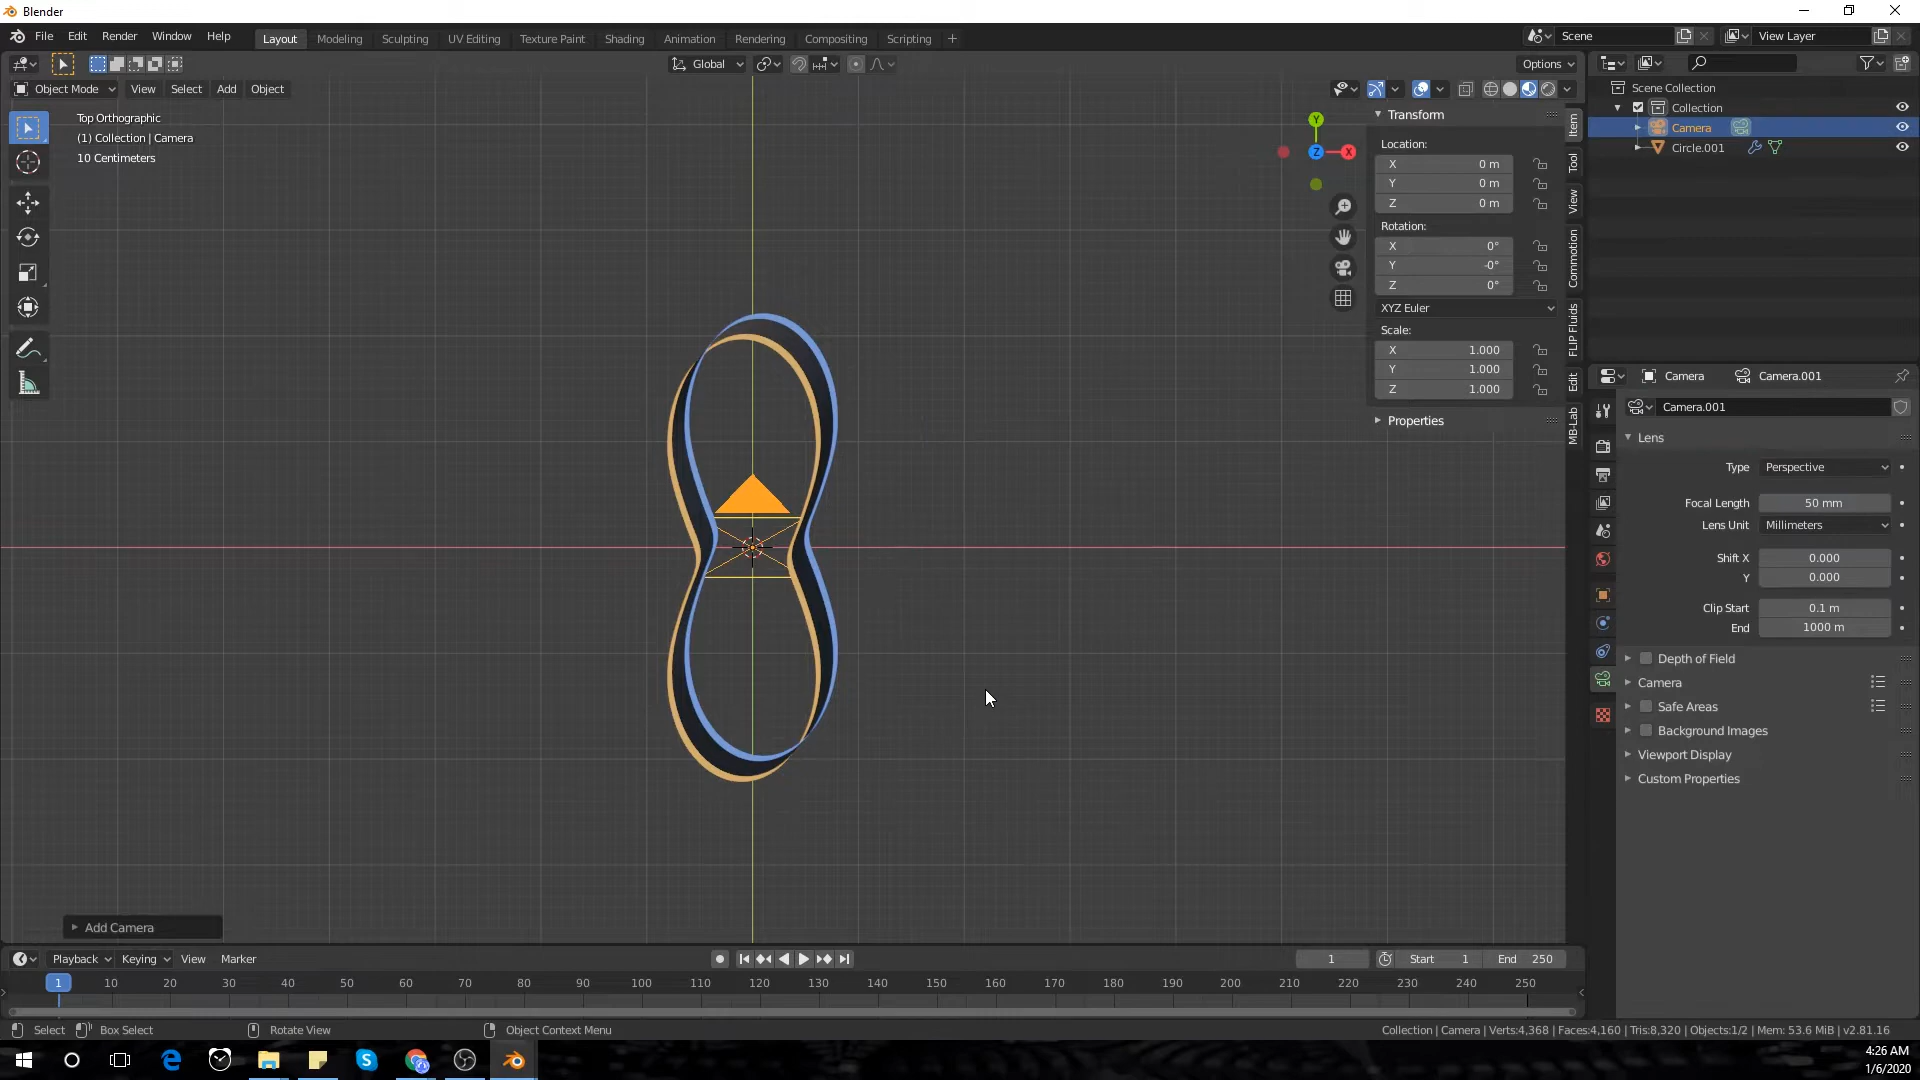 Blender
File Edit Render Window Help
Layout Modeling Sculpting UV Editing Texture Paint Shading Animation Rendering Compositing Scripting +
Scene
View Layer
Global
Options
Object Mode View Select Add Object
Top Orthographic
(1) Collection | Camera
10 Centimeters
Y
Z
X
Transform
Location:
X 0 m
Y 0 m
Z 0 m
Rotation:
X 0°
Y -0°
Z 0°
XYZ Euler
Scale:
X 1.000
Y 1.000
Z 1.000
Properties
Item
Tool
View
Commotion
FLIP Fluids
Edit
MB-Lab
Scene Collection
Collection
Camera
Circle.001
Camera Camera.001
Camera.001
Lens
Type Perspective
Focal Length 50 mm
Lens Unit Millimeters
Shift X 0.000
Y 0.000
Clip Start 0.1 m
End 1000 m
Depth of Field
Camera
Safe Areas
Background Images
Viewport Display
Custom Properties
Add Camera
Playback Keying View Marker
1 Start 1 End 250
1 10 20 30 40 50 60 70 80 90 100 110 120 130 140 150 160 170 180 190 200 210 220 230 240 250
Select Box Select Rotate View Object Context Menu
Collection | Camera | Verts:4,368 | Faces:4,160 | Tris:8,320 | Objects:1/2 | Mem: 53.6 MiB | v2.81.16
4:26 AM
1/6/2020